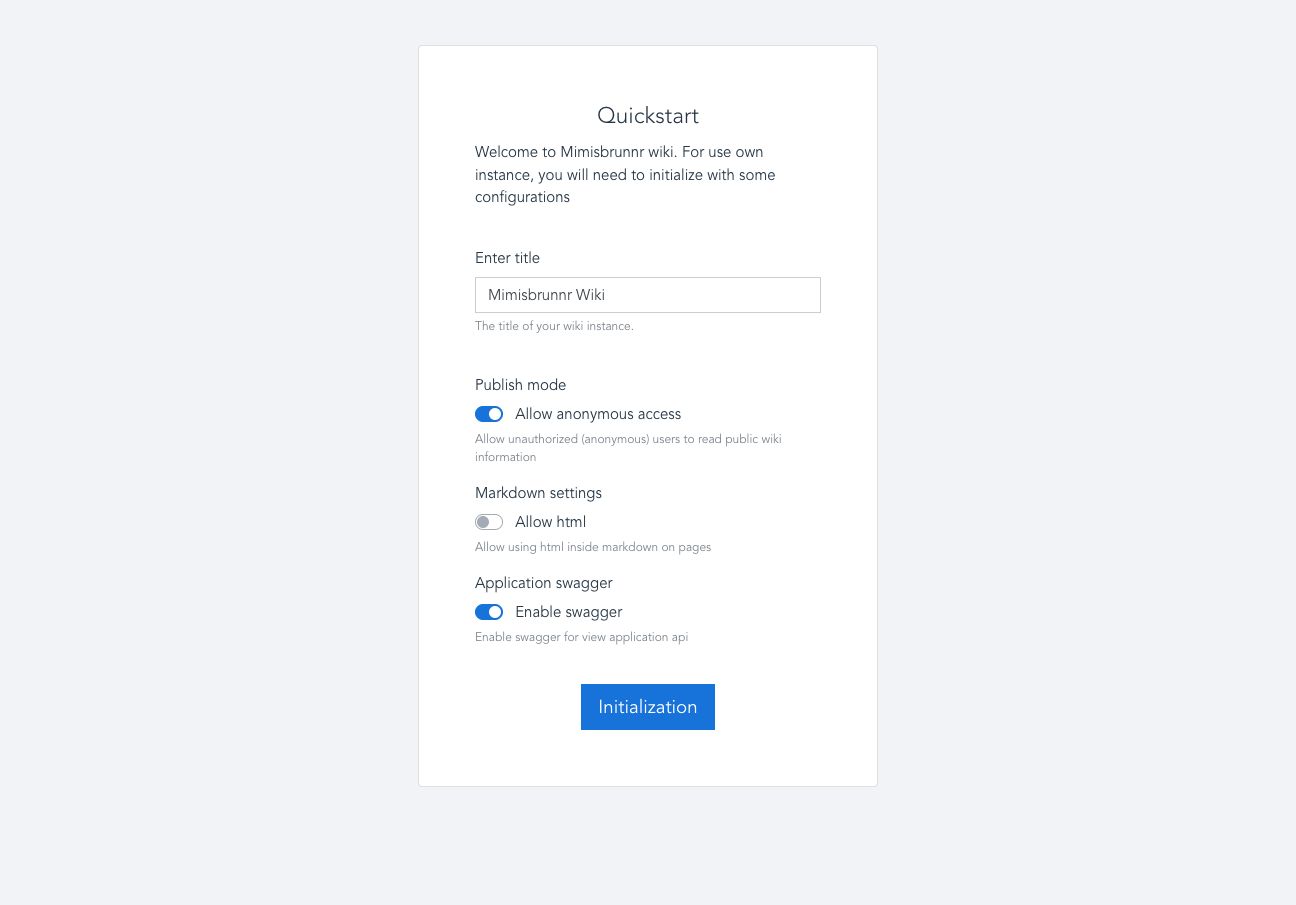 Quickstart
Welcome to Mimisbrunnr wiki. For use own
instance, you will need to initialize with some
configurations
Enter title
Mimisbrunnr Wiki
The title of your wiki instance.
Publish mode
Allow anonymous access
Allow unauthorized (anonymous) users to read public wiki
information
Markdown settings
Allow html
Allow using html inside markdown on pages
Application swagger
Enable swagger
Enable swagger for view application api
Initialization